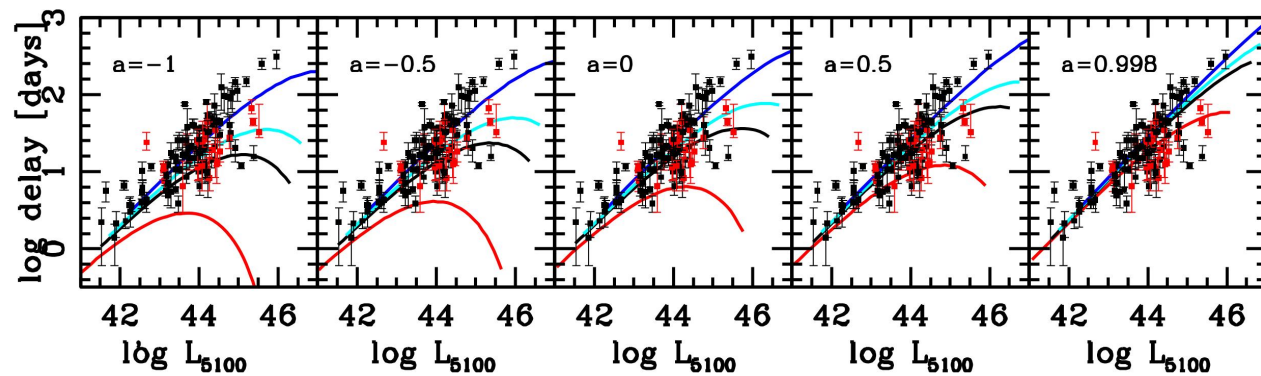 log delay [days]
3
2
1
0
a=−1
a=−0.5
a=0
a=0.5
a=0.998
42 44 46 42 44 46 42 44 46 42 44 46 42 44 46
log L5100 log L5100 log L5100 log L5100 log L5100